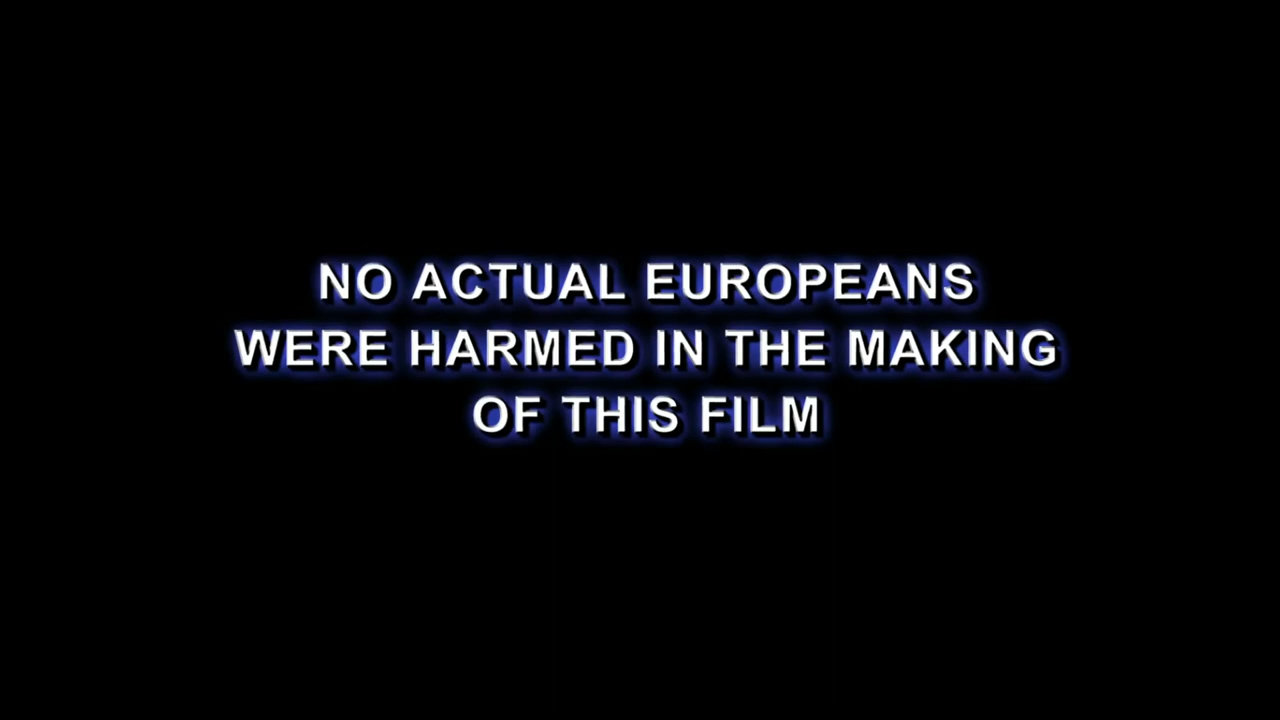 NO ACTUAL EUROPEANS
WERE HARMED IN THE MAKING
OF THIS FILM